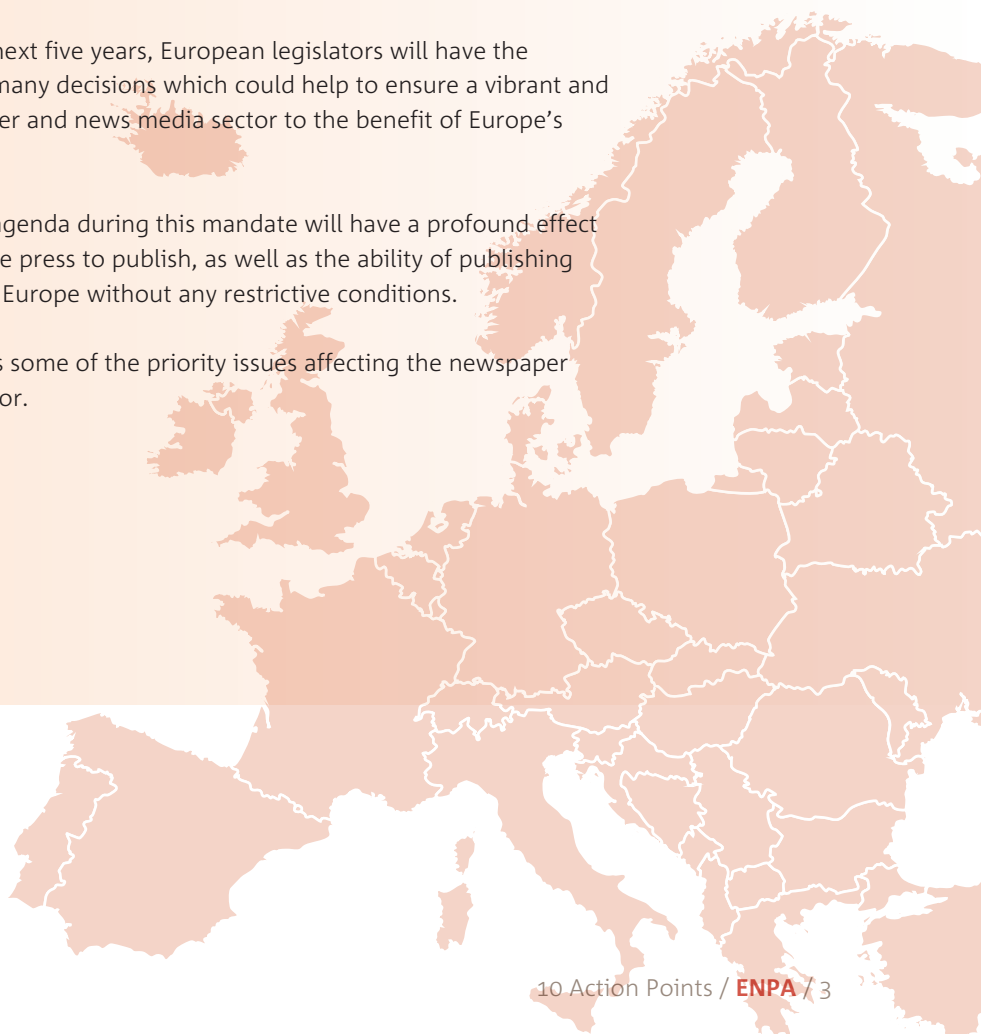 next five years, European legislators will have the
many decisions which could help to ensure a vibrant and
er and news media sector to the benefit of Europe’s
agenda during this mandate will have a profound effect
e press to publish, as well as the ability of publishing
Europe without any restrictive conditions.
s some of the priority issues affecting the newspaper
or.
10 Action Points / ENPA / 3